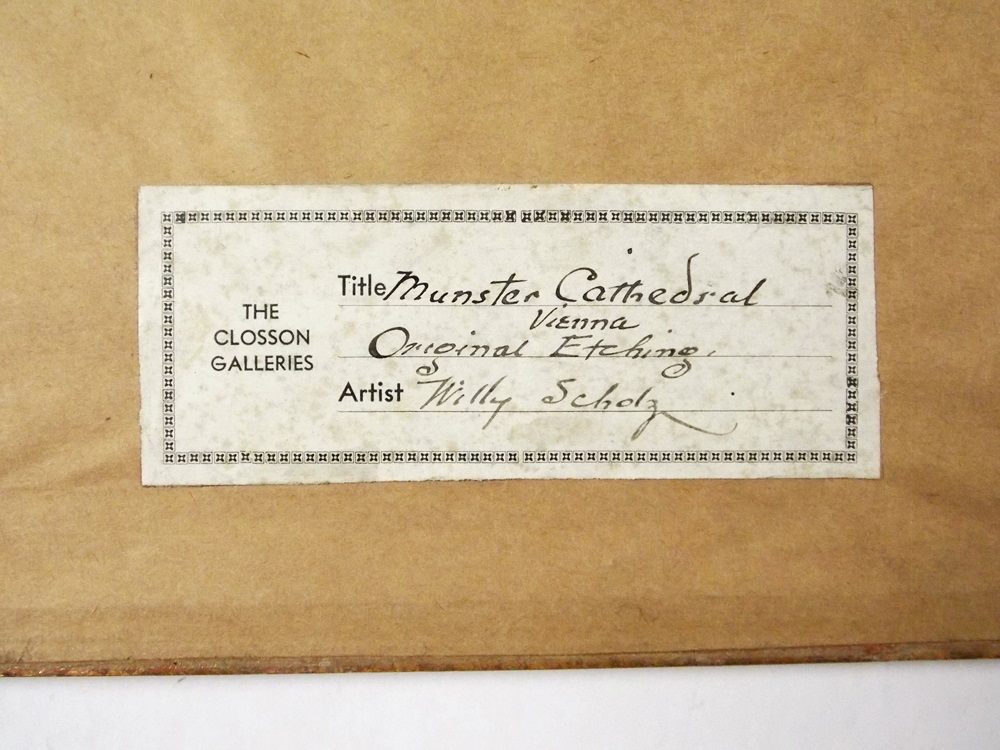 THE
CLOSSON
GALLERIES
Title Munster Cathedral
Vienna
Original Etching.
Artist Willy Scholz